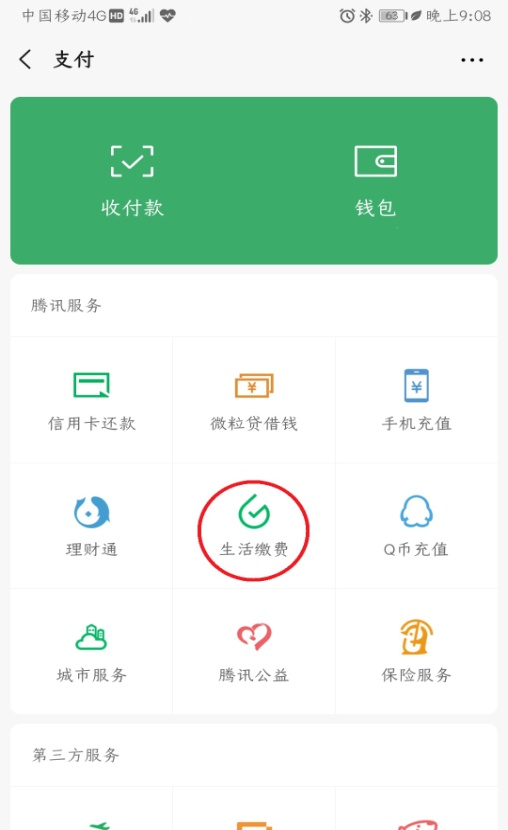 中国移动4G HD 4G 63 晚上9:08
支付
收付款 钱包
腾讯服务
信用卡还款 微粒贷借钱 手机充值
理财通 生活缴费 Q币充值
城市服务 腾讯公益 保险服务
第三方服务